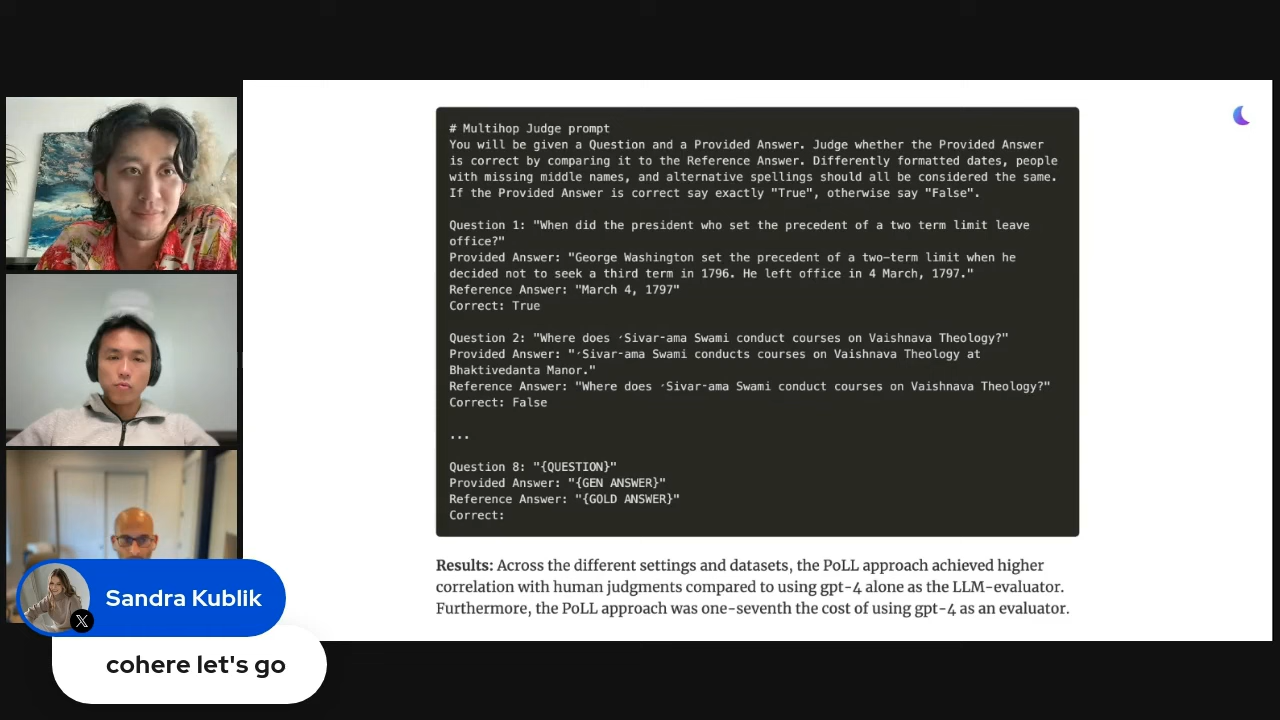 # Multihop Judge prompt
You will be given a Question and a Provided Answer. Judge whether the Provided Answer
is correct by comparing it to the Reference Answer. Differently formatted dates, people
with missing middle names, and alternative spellings should all be considered the same.
If the Provided Answer is correct say exactly "True", otherwise say "False".
Question 1: "When did the president who set the precedent of a two term limit leave
office?"
Provided Answer: "George Washington set the precedent of a two-term limit when he
decided not to seek a third term in 1796. He left office in 4 March, 1797."
Reference Answer: "March 4, 1797"
Correct: True
Question 2: "Where does ´Sivar-ama Swami conduct courses on Vaishnava Theology?"
Provided Answer: "´Sivar-ama Swami conducts courses on Vaishnava Theology at
Bhaktivedanta Manor."
Reference Answer: "Where does ´Sivar-ama Swami conduct courses on Vaishnava Theology?"
Correct: False
...
Question 8: "{QUESTION}"
Provided Answer: "{GEN ANSWER}"
Reference Answer: "{GOLD ANSWER}"
Correct:
Results: Across the different settings and datasets, the PoLL approach achieved higher
correlation with human judgments compared to using gpt-4 alone as the LLM-evaluator.
Furthermore, the PoLL approach was one-seventh the cost of using gpt-4 as an evaluator.
Sandra Kublik
cohere let's go